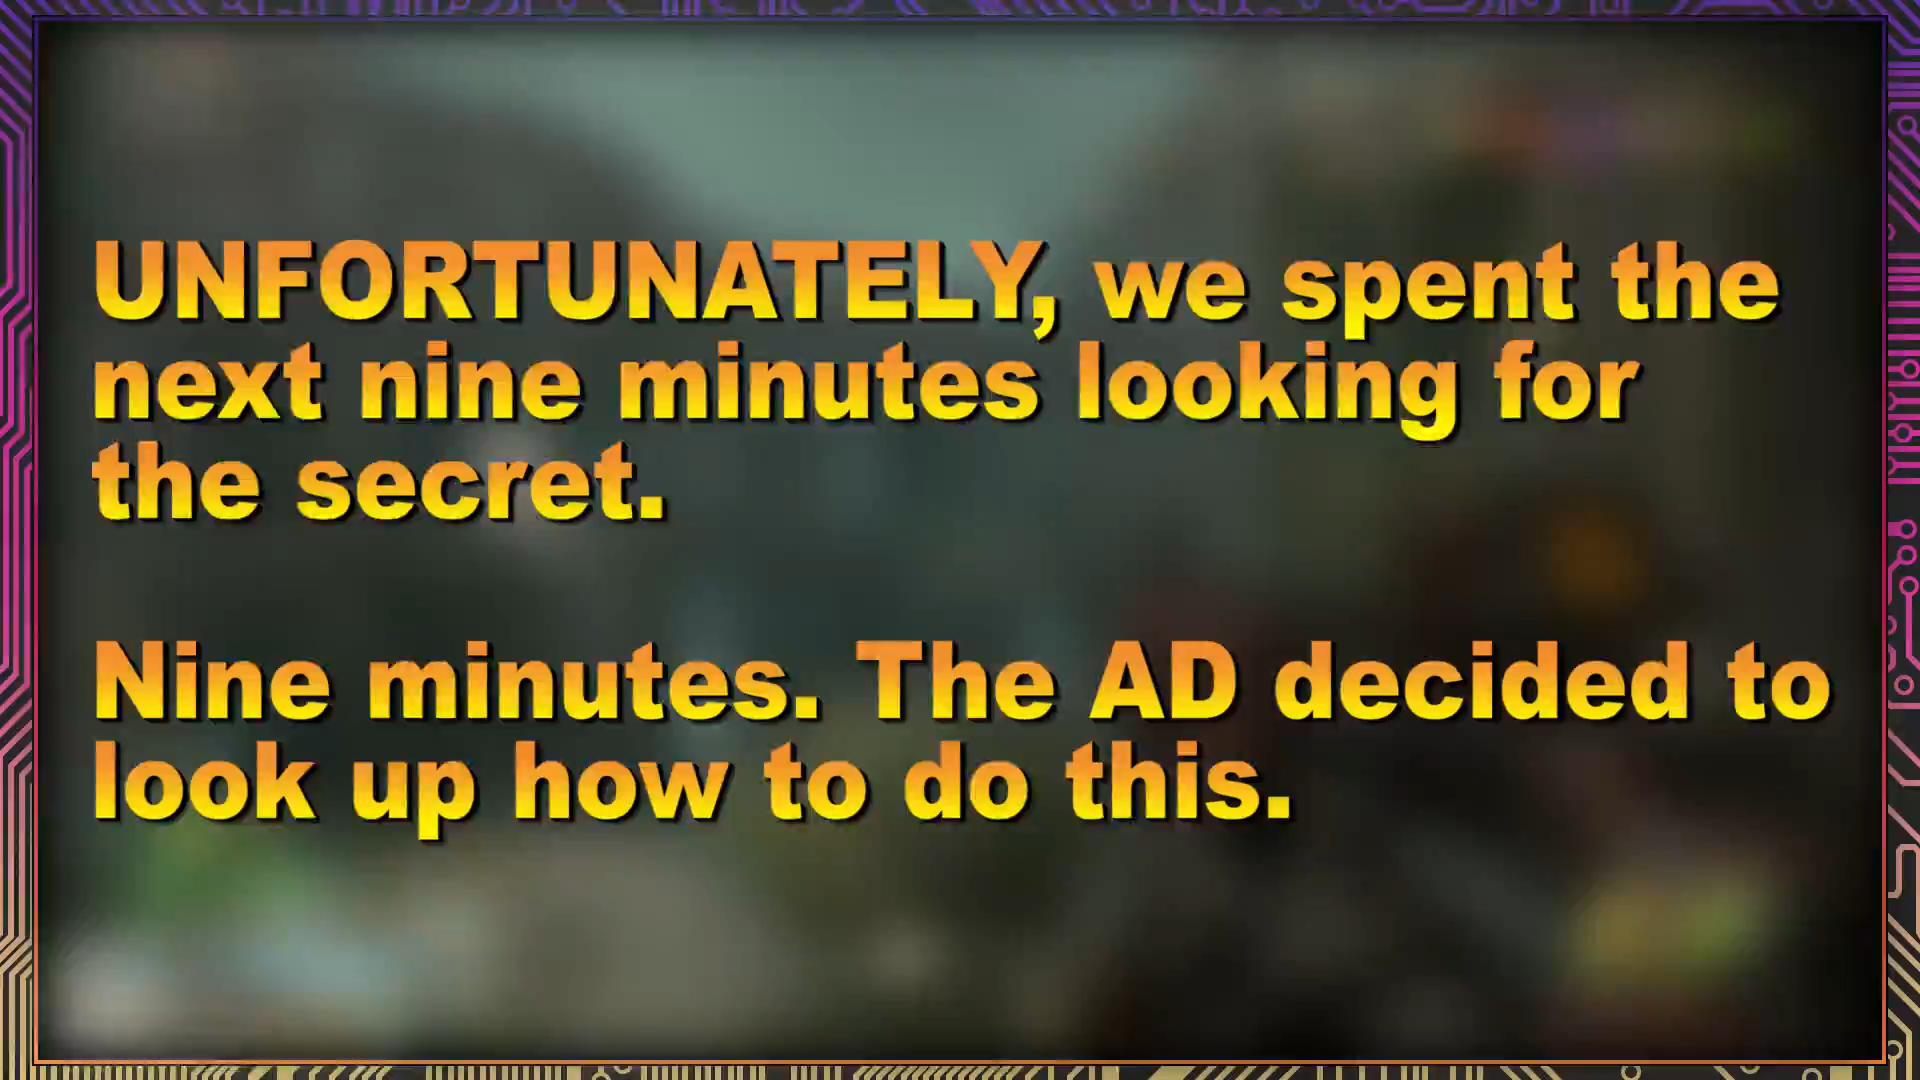 UNFORTUNATELY, we spent the
next nine minutes looking for
the secret.
Nine minutes. The AD decided to
look up how to do this.